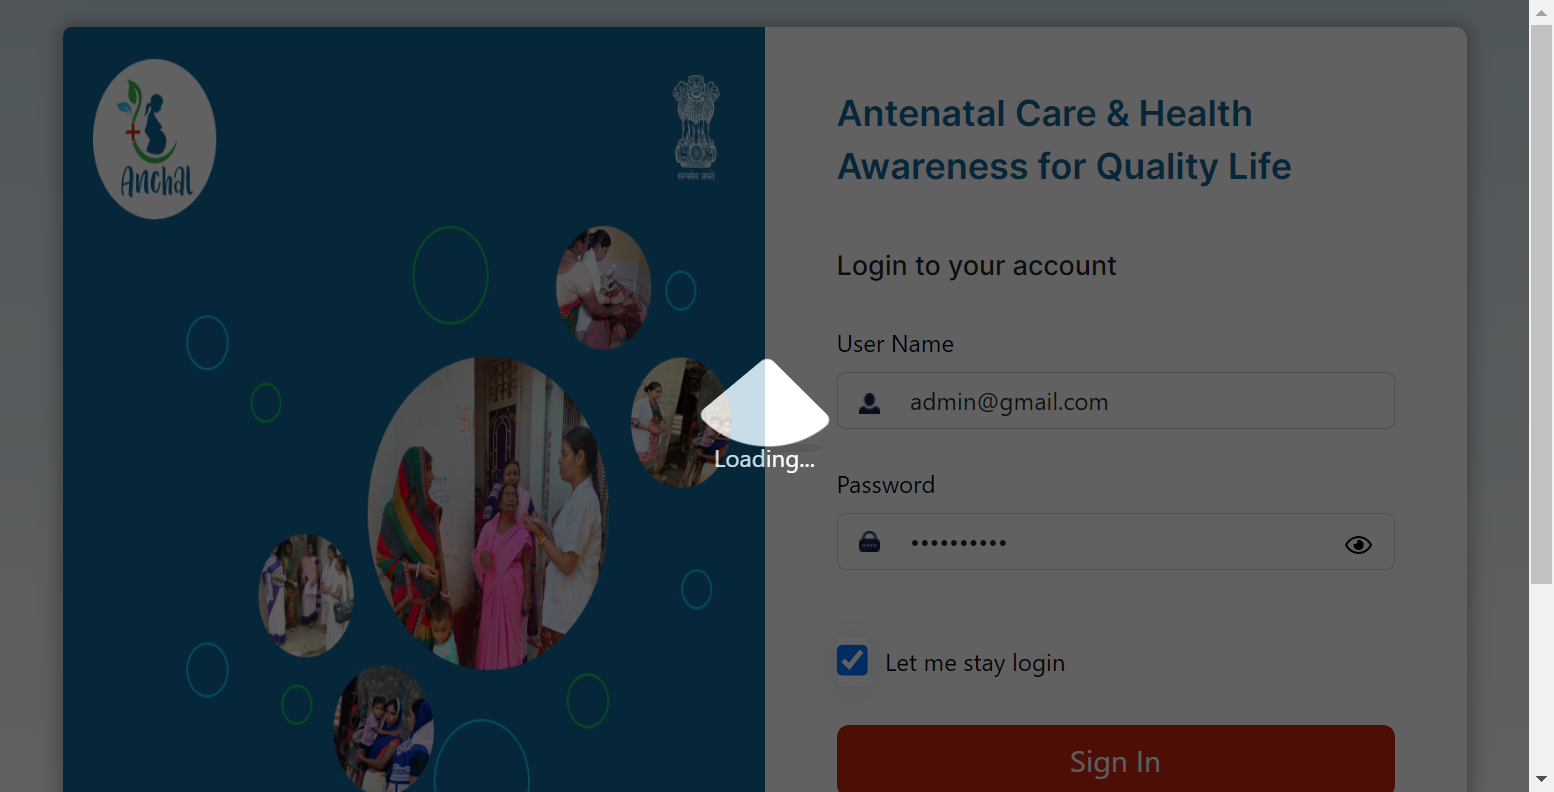 Anchal
सत्यमेव जयते
Antenatal Care & Health
Awareness for Quality Life
Login to your account
User Name
admin@gmail.com
Loading...
Password
••••••••••
Let me stay login
Sign In